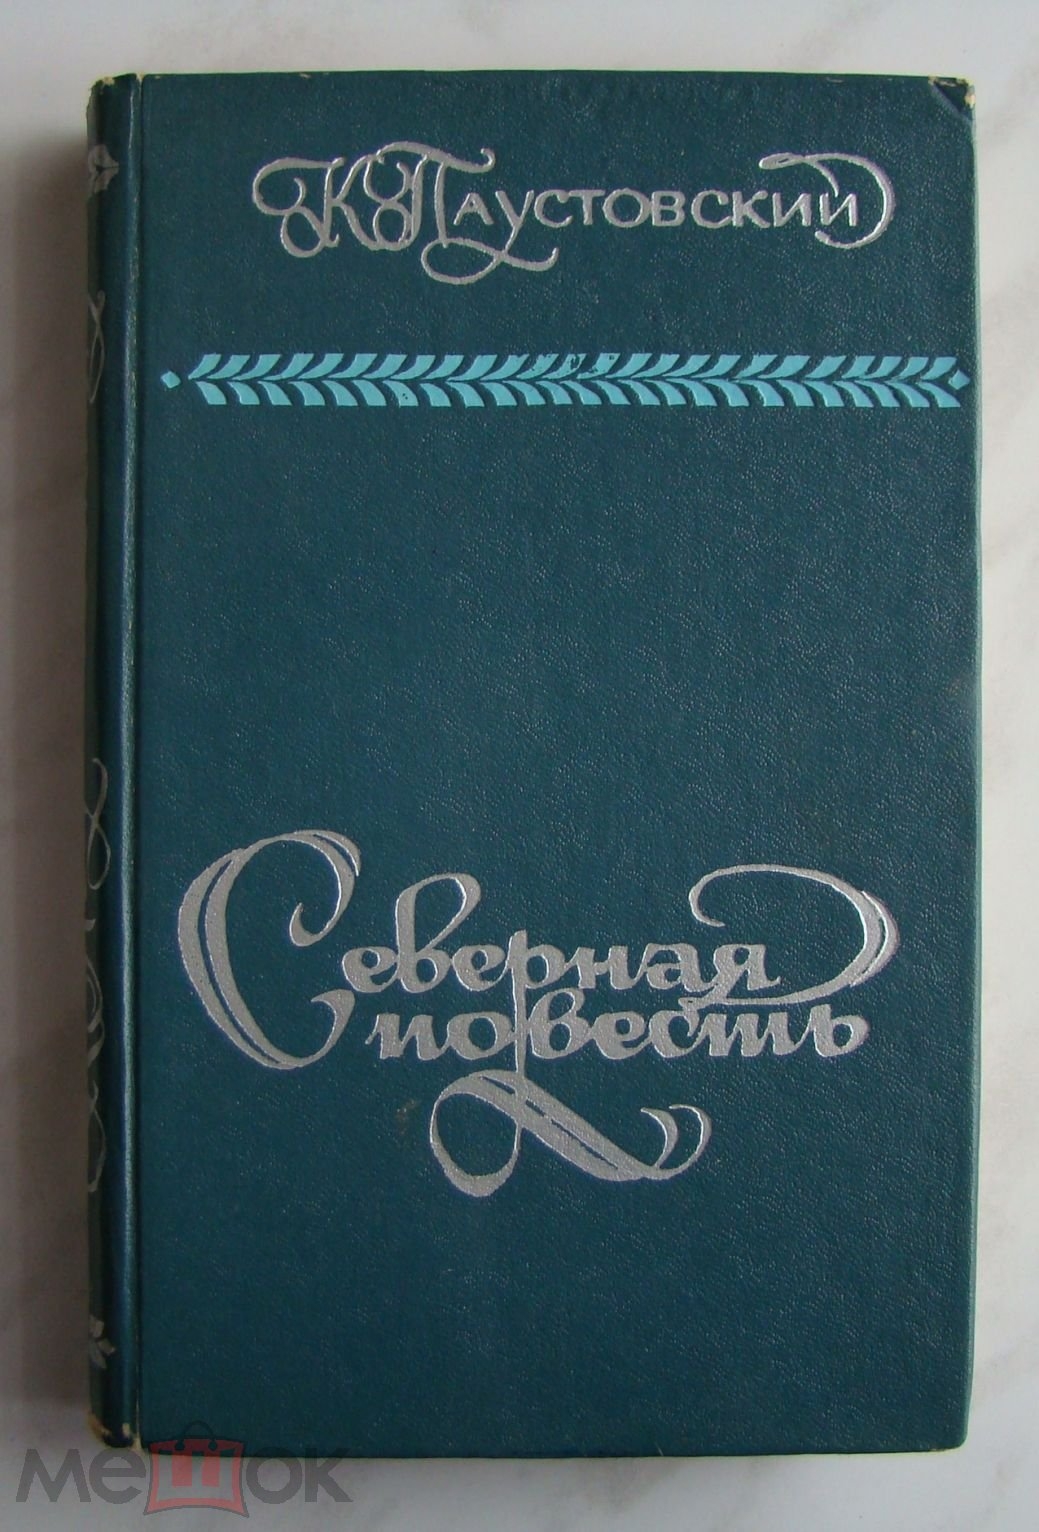 К Паустовский
Северная
повесть
мешок